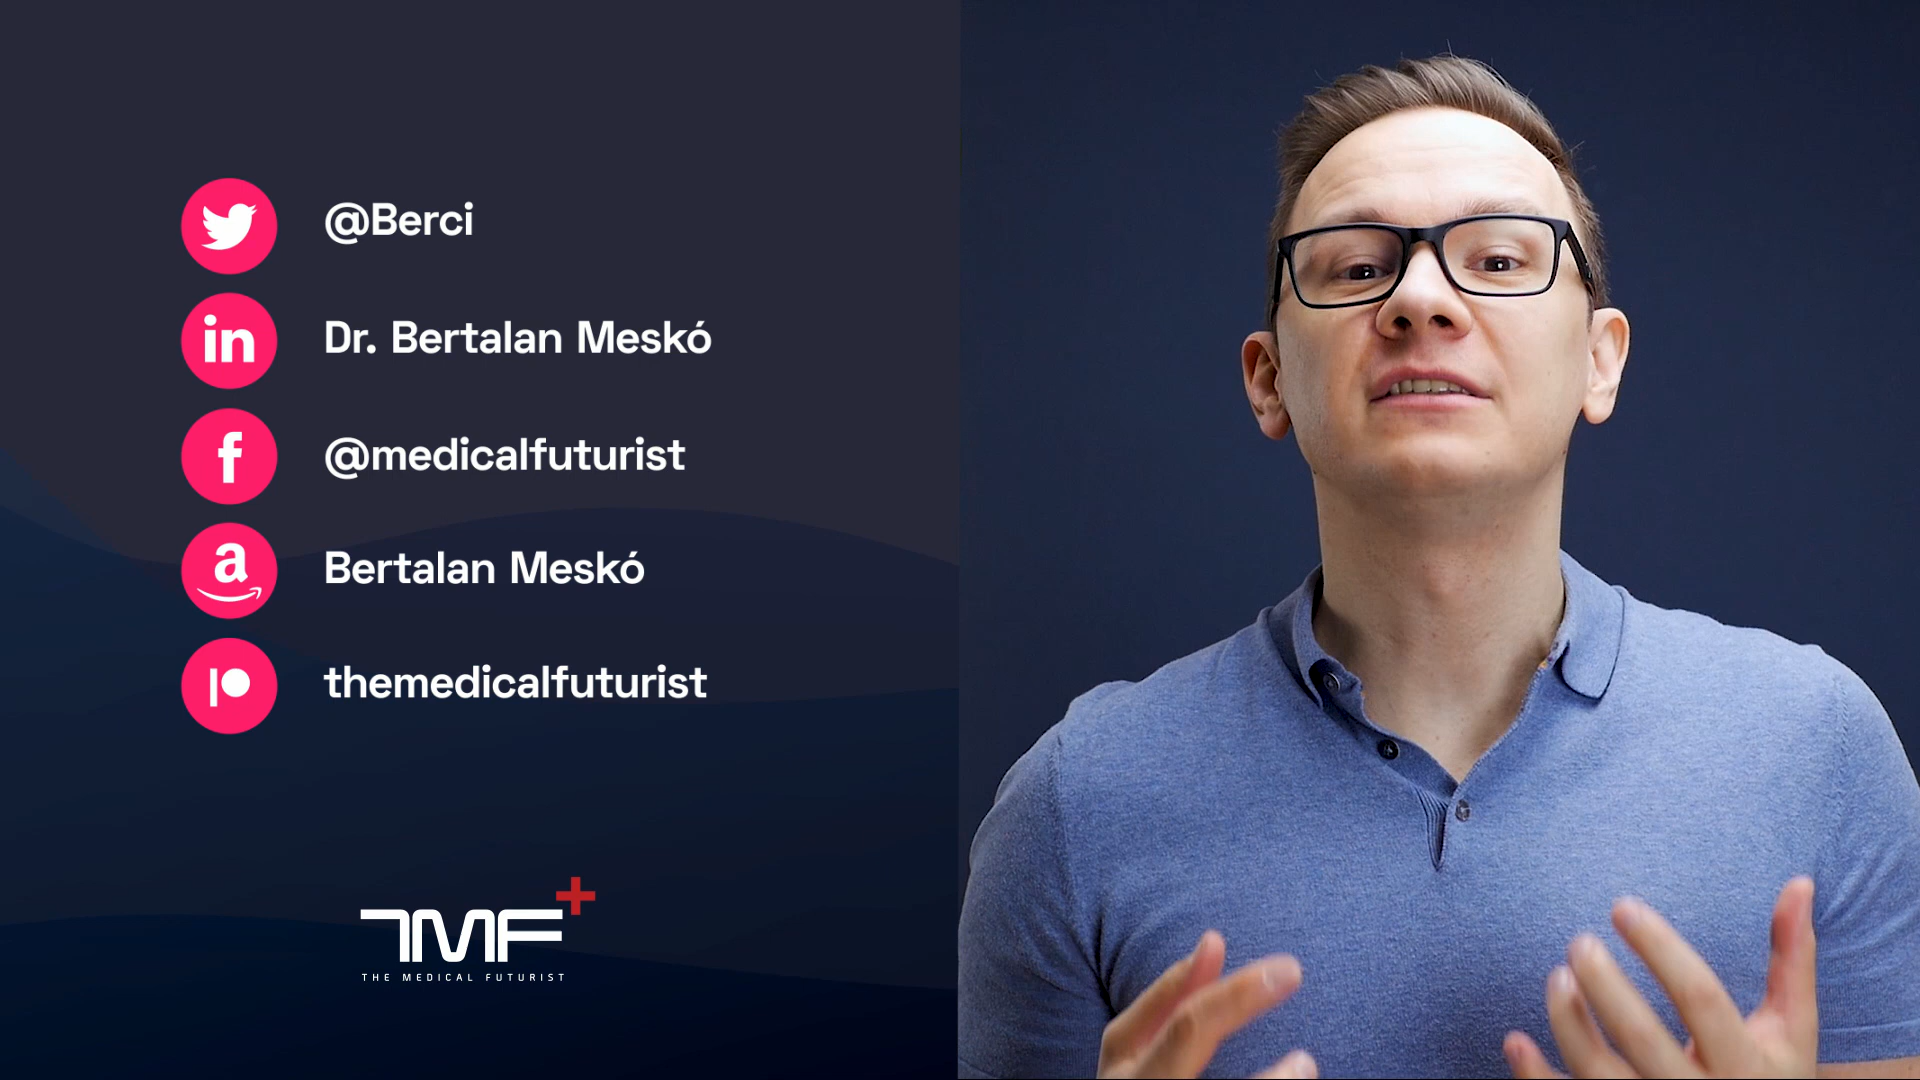 @Berci
Dr. Bertalan Meskó
@medicalfuturist
Bertalan Meskó
themedicalfuturist
TMF+
THE MEDICAL FUTURIST